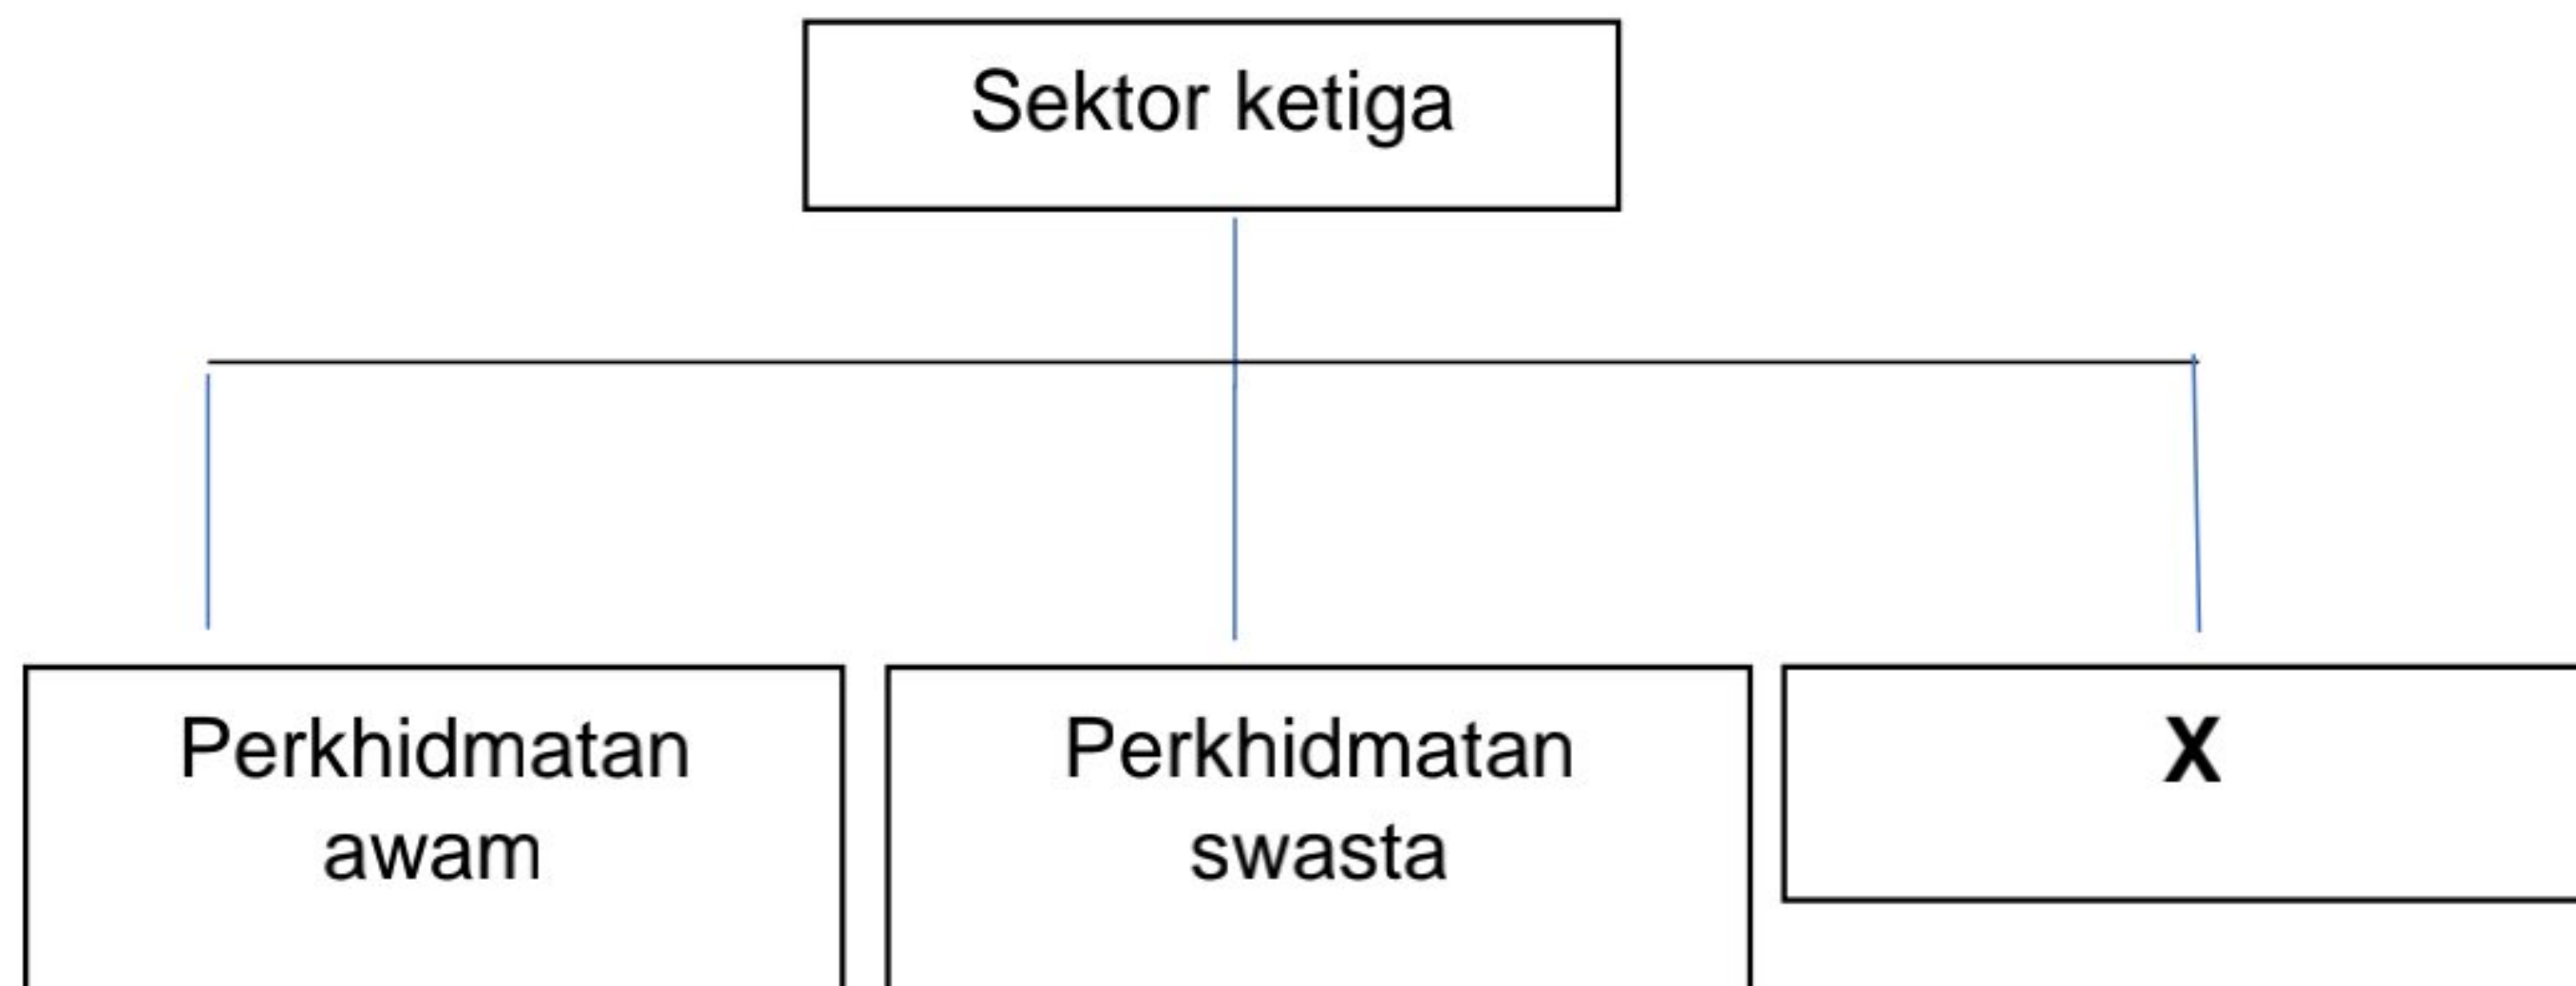 Sektor ketiga
Perkhidmatan
awam
Perkhidmatan
swasta
X